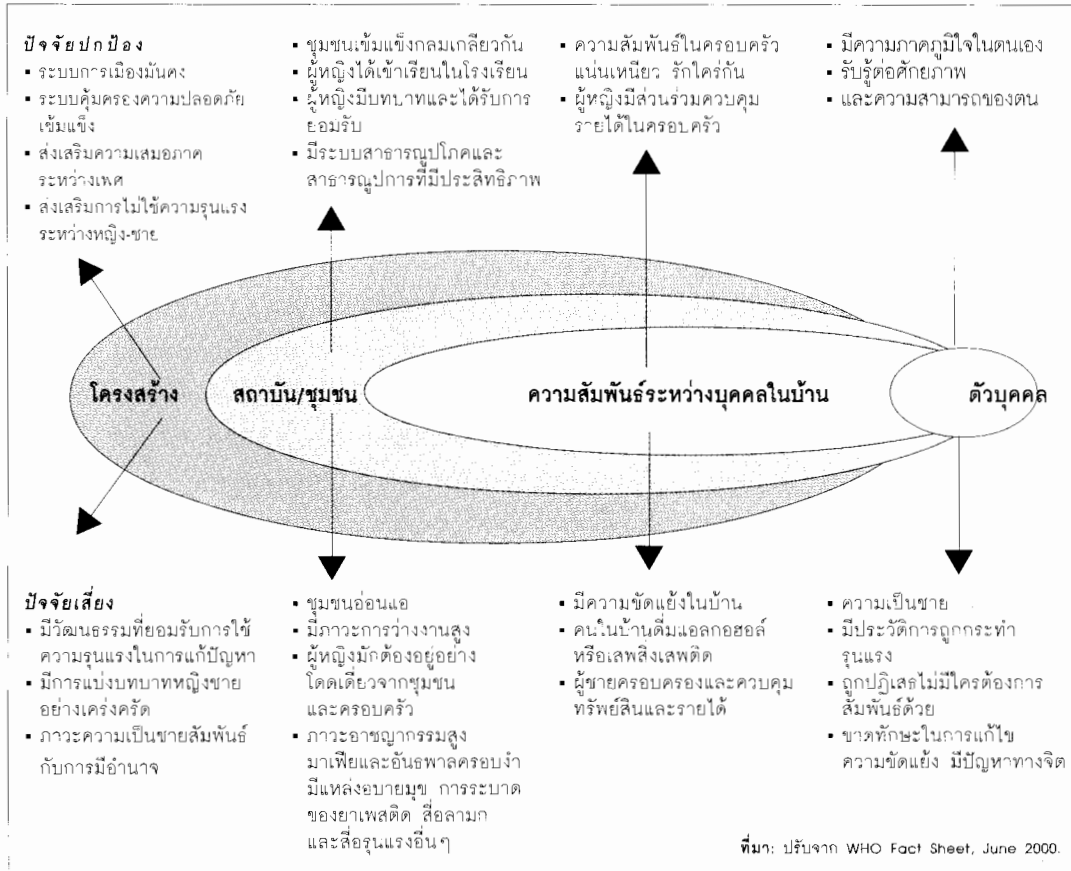 ปัจจัยปกป้อง
▪ ระบบการเมืองมั่นคง
▪ ระบบคุ้มครองความปลอดภัย
เข้มแข็ง
▪ ส่งเสริมความเสมอภาค
ระหว่างเพศ
▪ ส่งเสริมการไม่ใช้ความรุนแรง
ระหว่างหญิง-ชาย
▪ ชุมชนเข้มแข็งกลมเกลียวกัน
▪ ผู้หญิงได้เข้าเรียนในโรงเรียน
▪ ผู้หญิงมีบทบาทและได้รับการ
ยอมรับ
▪ มีระบบสาธารณูปโภคและ
สาธารณูปการที่มีประสิทธิภาพ
▪ ความสัมพันธ์ในครอบครัว
แน่นเหนียว รักใคร่กัน
▪ ผู้หญิงมีส่วนร่วมควบคุม
รายได้ในครอบครัว
▪ มีความภาคภูมิใจในตนเอง
▪ รับรู้ต่อศักยภาพ
▪ และความสามารถของตน
โครงสร้าง
สถาบัน/ชุมชน
ความสัมพันธ์ระหว่างบุคคลในบ้าน
ตัวบุคคล
ปัจจัยเสี่ยง
▪ มีวัฒนธรรมที่ยอมรับการใช้
ความรุนแรงในการแก้ปัญหา
▪ มีการแบ่งบทบาทหญิงชาย
อย่างเคร่งครัด
▪ ภาวะความเป็นชายสัมพันธ์
กับการมีอำนาจ
▪ ชุมชนอ่อนแอ
▪ มีภาวะการว่างงานสูง
▪ ผู้หญิงมักต้องอยู่อย่าง
โดดเดี่ยวจากชุมชน
และครอบครัว
▪ ภาวะอาชญากรรมสูง
มาเฟียและอันธพาลครอบงำ
มีแหล่งอบายมุข การระบาด
ของยาเพสติด สื่อลามก
และสื่อรุนแรงอื่นๆ
▪ มีความขัดแย้งในบ้าน
▪ คนในบ้านดื่มแอลกอฮอล์
หรือเสพสิ่งเสพติด
▪ ผู้ชายครอบครองและควบคุม
ทรัพย์สินและรายได้
▪ ความเป็นชาย
▪ มีประวัติการถูกกระทำ
รุนแรง
▪ ถูกปฏิเสธไม่มีใครต้องการ
สัมพันธ์ด้วย
▪ ขาดทักษะในการแก้ไข
ความขัดแย้ง มีปัญหาทางจิต
ที่มา: ปรับจาก WHO Fact Sheet, June 2000.